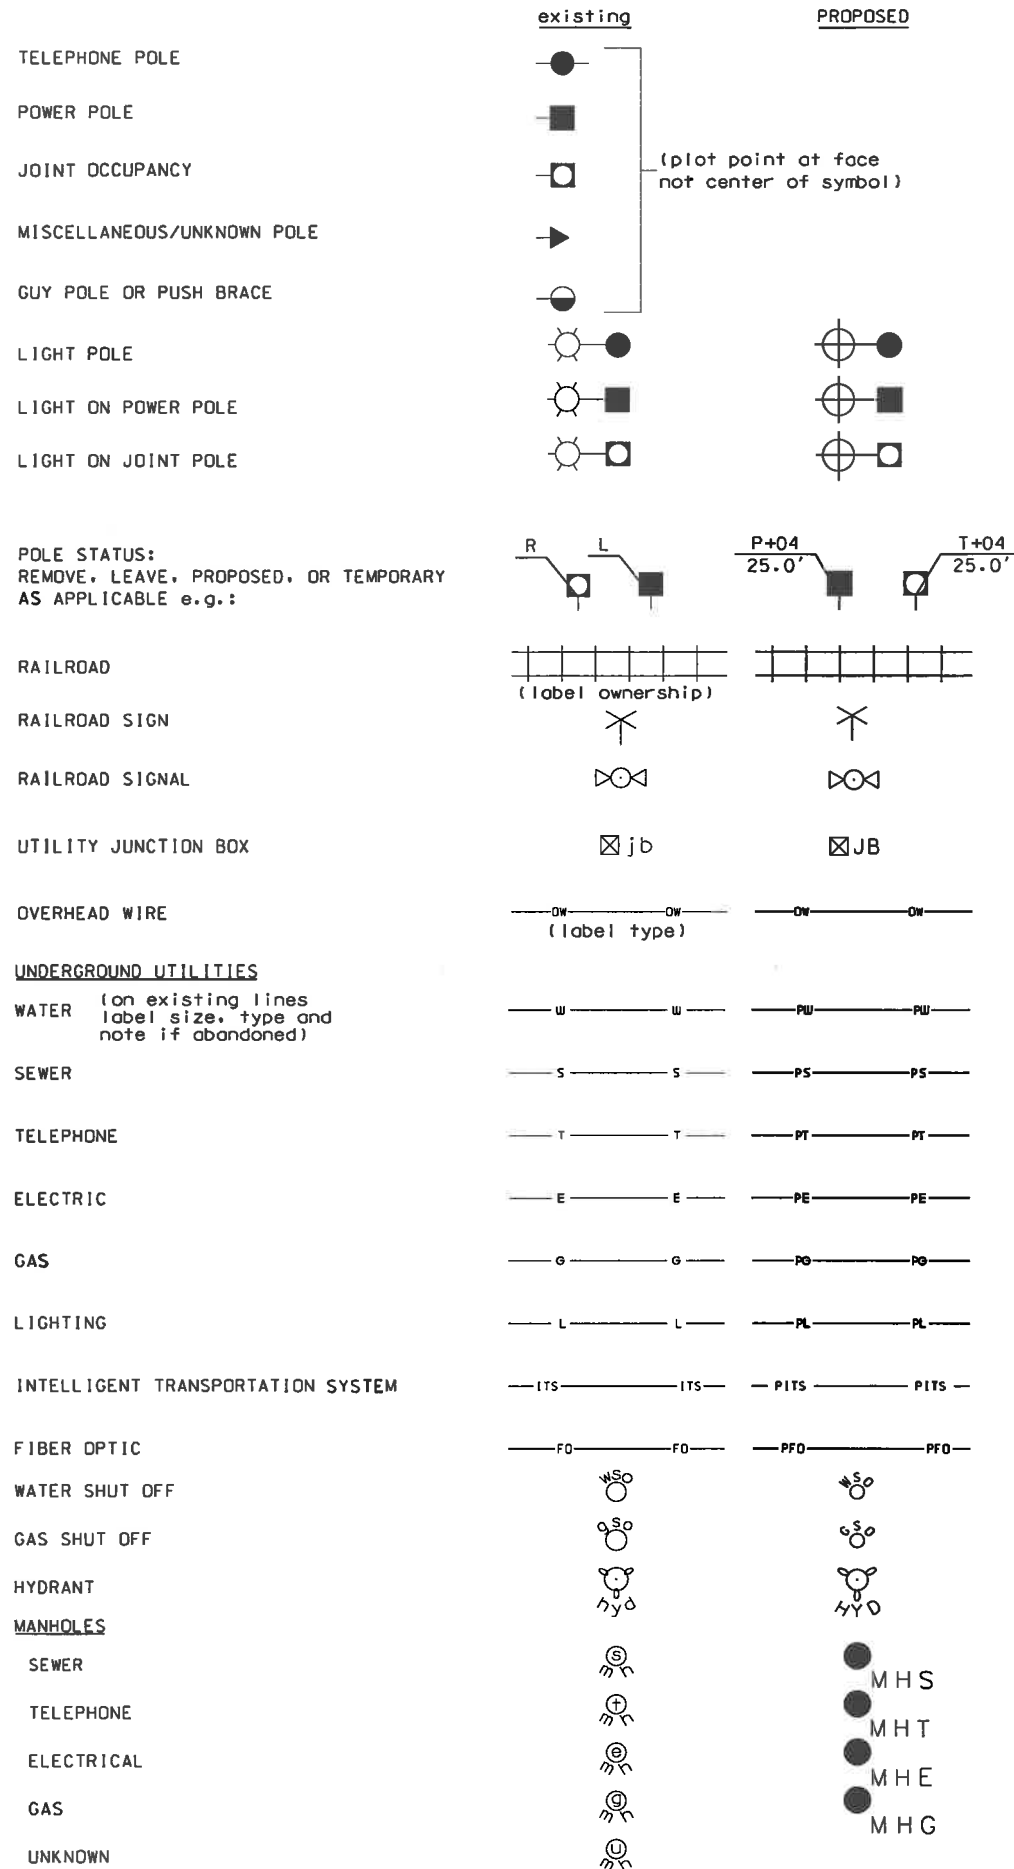 existing PROPOSED
TELEPHONE POLE
POWER POLE
JOINT OCCUPANCY
(plot point at face
not center of symbol)
MISCELLANEOUS/UNKNOWN POLE
GUY POLE OR PUSH BRACE
LIGHT POLE
LIGHT ON POWER POLE
LIGHT ON JOINT POLE
POLE STATUS:
REMOVE, LEAVE, PROPOSED, OR TEMPORARY
AS APPLICABLE e.g.:
R L P+04 25.0' T+04 25.0'
RAILROAD
(label ownership)
RAILROAD SIGN
RAILROAD SIGNAL
UTILITY JUNCTION BOX jb JB
OVERHEAD WIRE OW OW OW OW
(label type)
UNDERGROUND UTILITIES
WATER (on existing lines
label size, type and
note if abandoned)
W W PW PW
SEWER S S PS PS
TELEPHONE T T PT PT
ELECTRIC E E PE PE
GAS G G PG PG
LIGHTING L L PL PL
INTELLIGENT TRANSPORTATION SYSTEM ITS ITS PITS PITS
FIBER OPTIC FO FO PFO PFO
WATER SHUT OFF wso WSO
GAS SHUT OFF gso GSO
HYDRANT hyd HYD
MANHOLES
SEWER s mh MHS
TELEPHONE t mh MHT
ELECTRICAL e mh MHE
GAS g mh MHG
UNKNOWN u mh